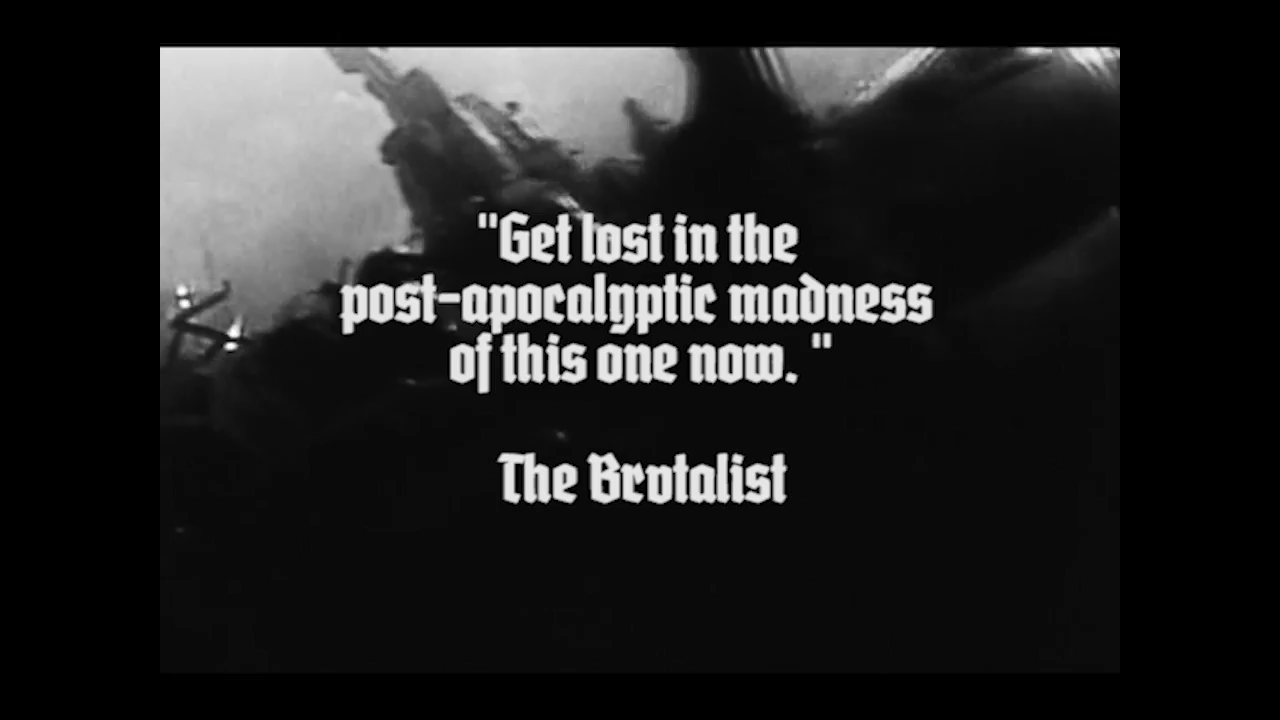 "Get lost in the
post-apocalyptic madness
of this one now. "
The Brutalist